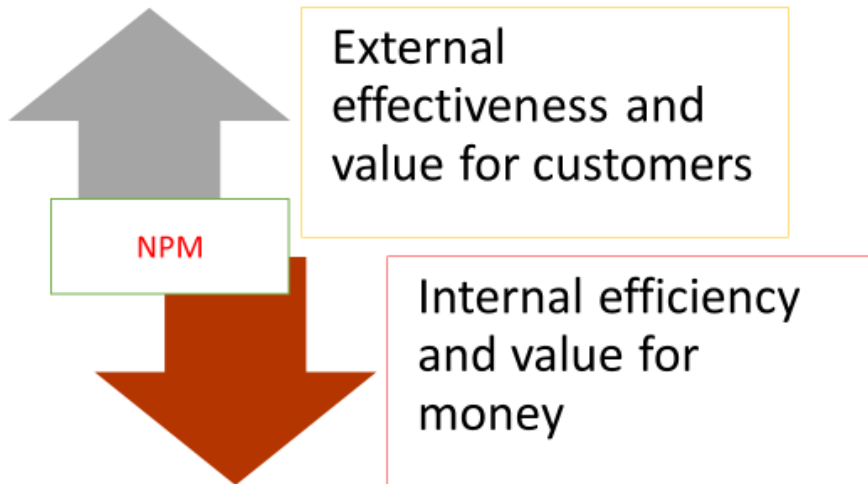 External
effectiveness and
value for customers
NPM
Internal efficiency
and value for
money